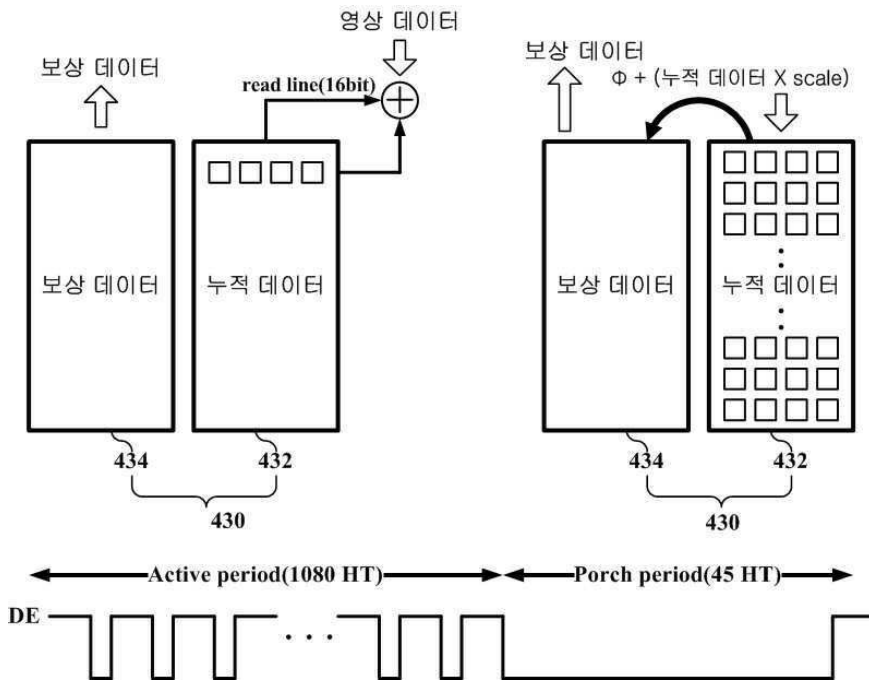 영상 데이터
보상 데이터
read line(16bit)
보상 데이터
누적 데이터
434
432
430
보상 데이터
Φ + (누적 데이터 X scale)
보상 데이터
누적 데이터
434
432
430
Active period(1080 HT)
Porch period(45 HT)
DE